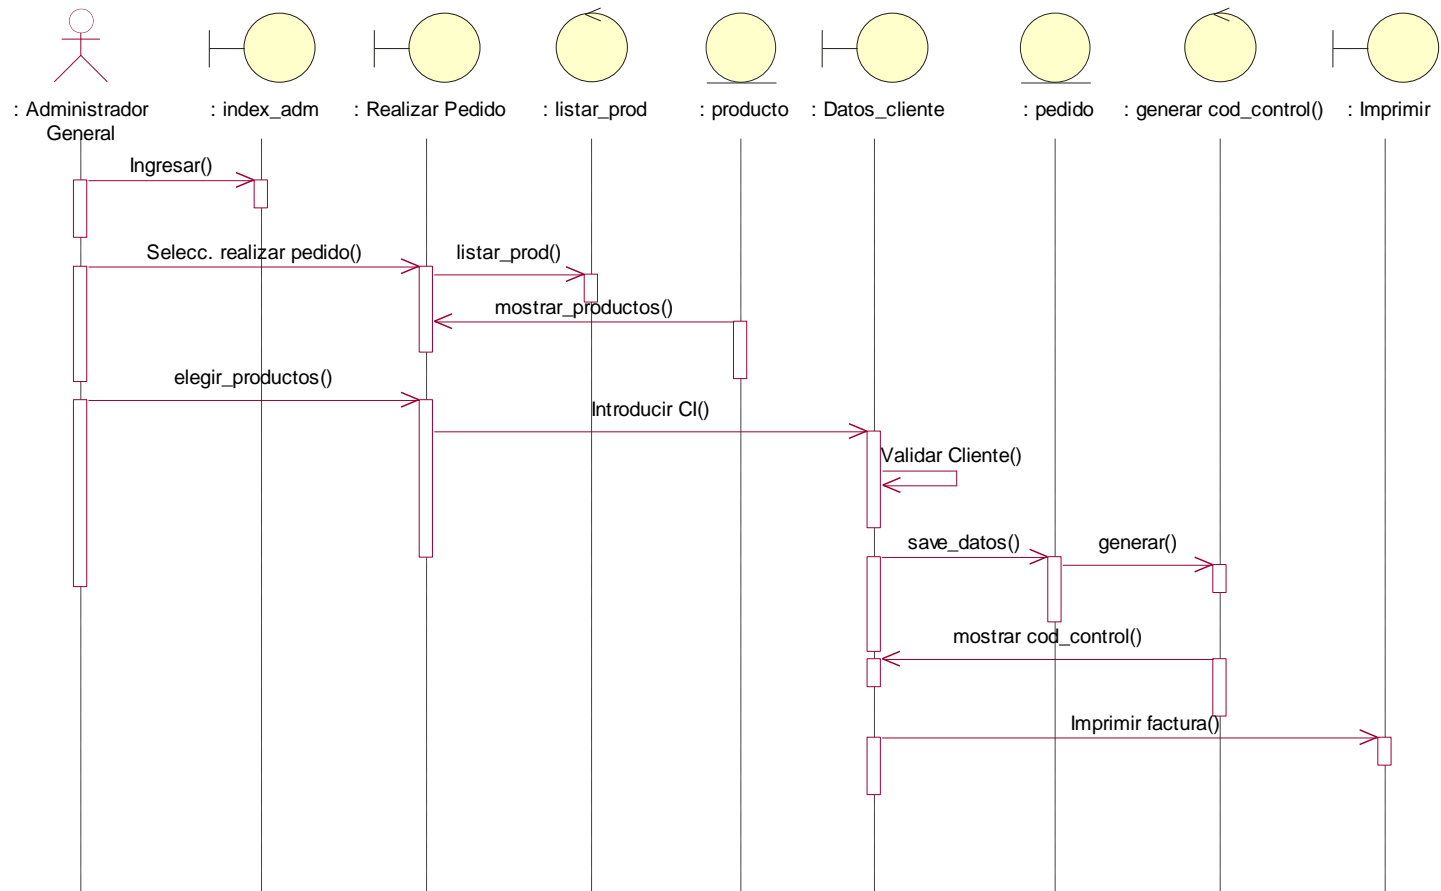 : Administrador
General
: index_adm
: Realizar Pedido
: listar_prod
: producto
: Datos_cliente
: pedido
: generar cod_control()
: Imprimir
Ingresar()
Selecc. realizar pedido()
listar_prod()
mostrar_productos()
elegir_productos()
Introducir CI()
Validar Cliente()
save_datos()
generar()
mostrar cod_control()
Imprimir factura()